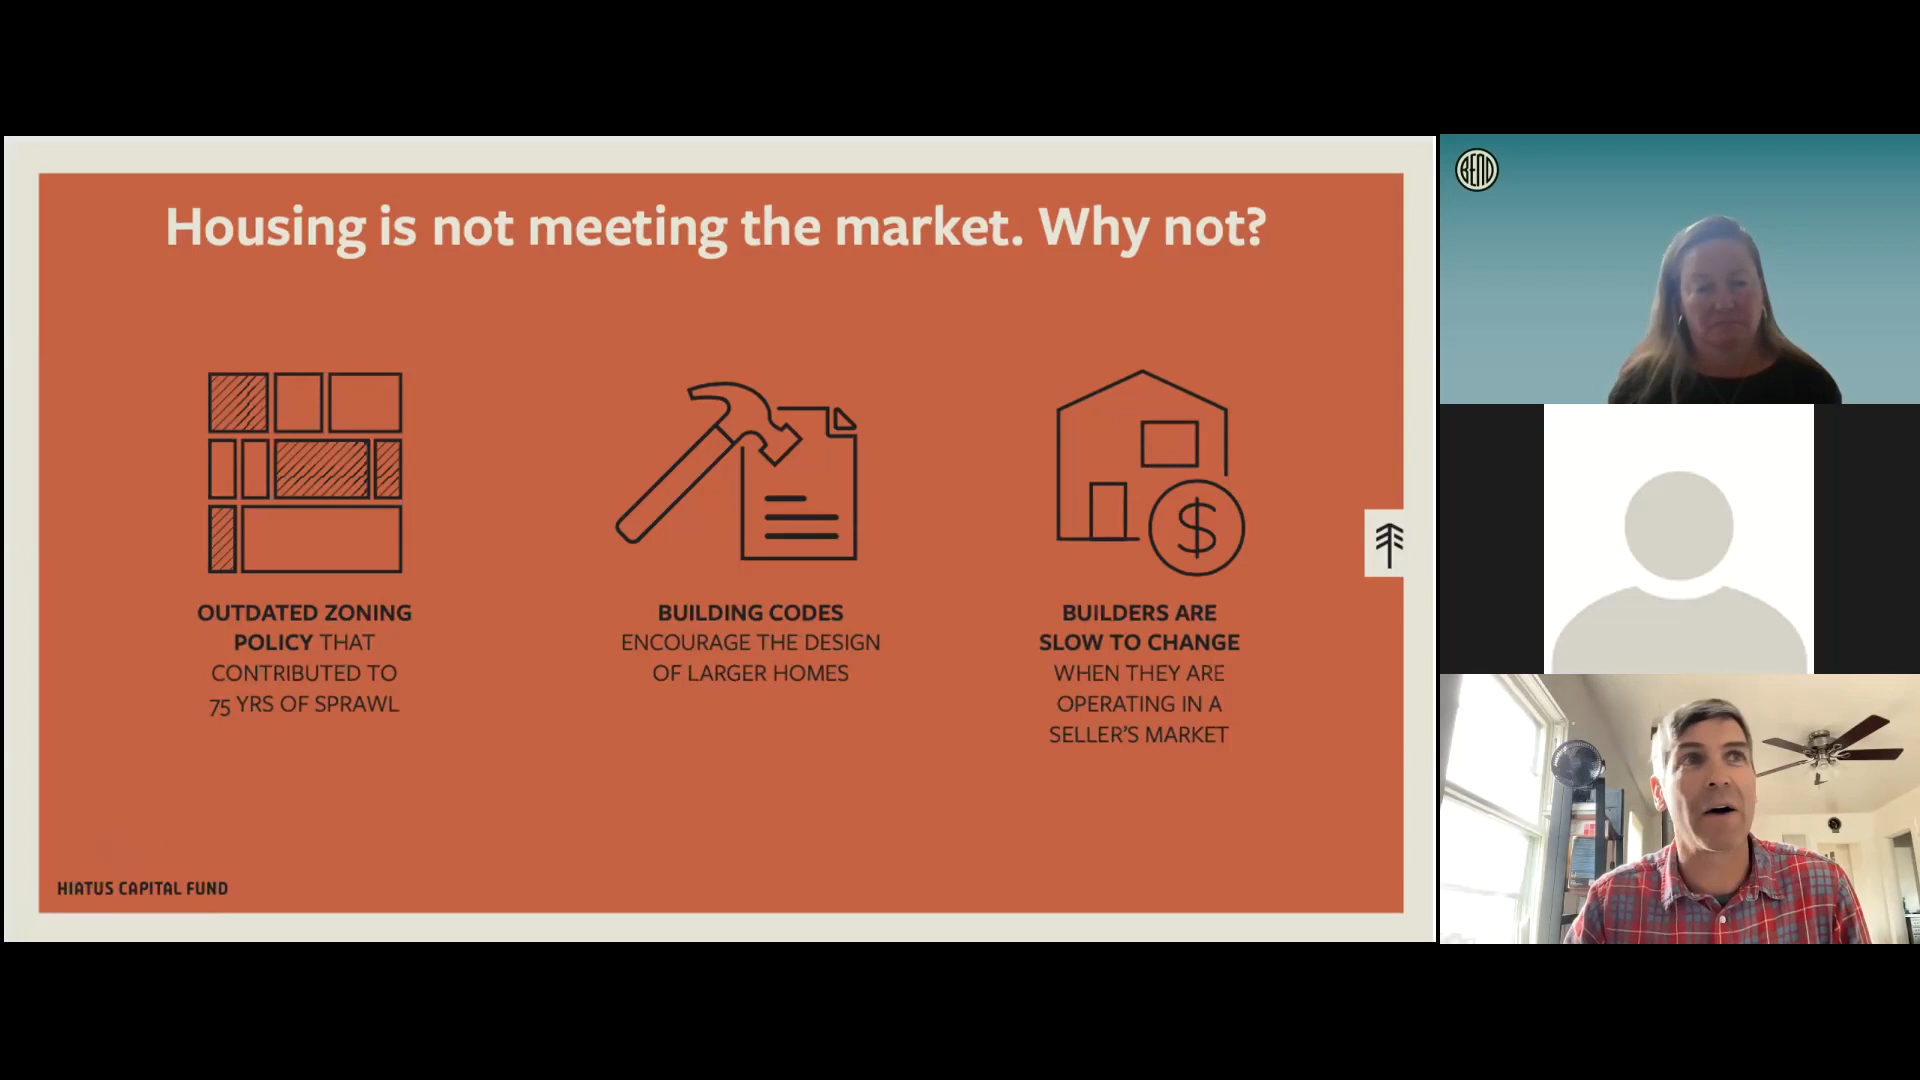 Housing is not meeting the market. Why not?
OUTDATED ZONING
POLICY THAT
CONTRIBUTED TO
75 YRS OF SPRAWL
BUILDING CODES
ENCOURAGE THE DESIGN
OF LARGER HOMES
BUILDERS ARE
SLOW TO CHANGE
WHEN THEY ARE
OPERATING IN A
SELLER'S MARKET
$
HIATUS CAPITAL FUND
BEND